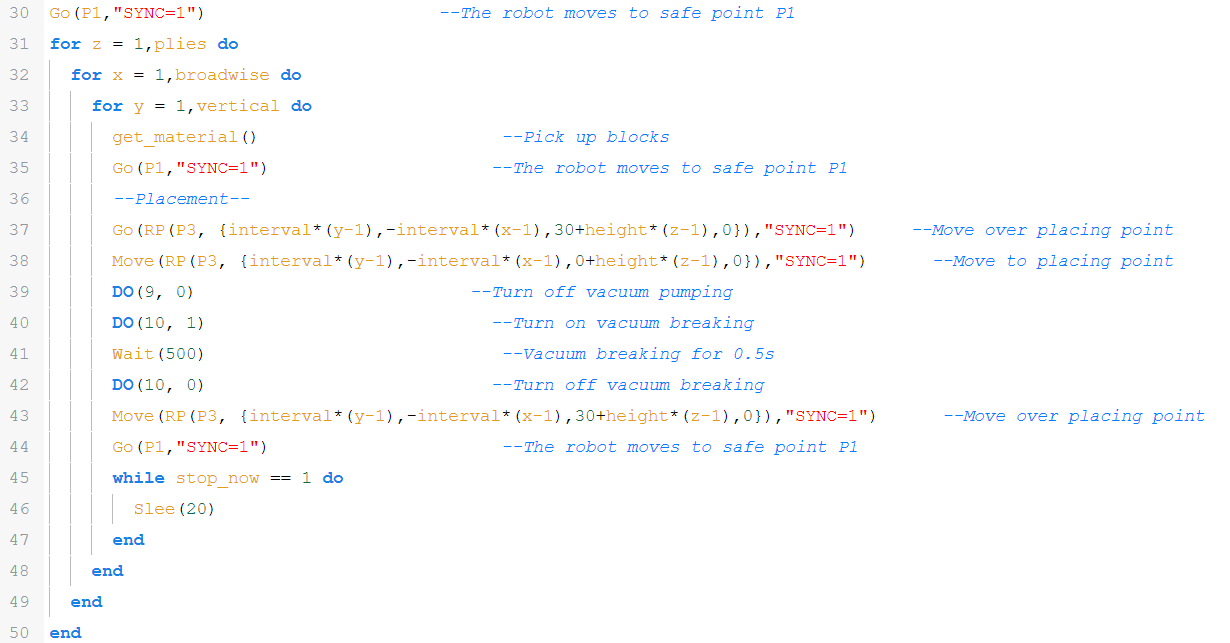 30 Go(P1,"SYNC=1") --The robot moves to safe point P1
31 for z = 1,plies do
32 for x = 1,broadwise do
33 for y = 1,vertical do
34 get_material() --Pick up blocks
35 Go(P1,"SYNC=1") --The robot moves to safe point P1
36 --Placement--
37 Go(RP(P3, {interval*(y-1),-interval*(x-1),30+height*(z-1),0}),"SYNC=1") --Move over placing point
38 Move(RP(P3, {interval*(y-1),-interval*(x-1),0+height*(z-1),0}),"SYNC=1") --Move to placing point
39 DO(9, 0) --Turn off vacuum pumping
40 DO(10, 1) --Turn on vacuum breaking
41 Wait(500) --Vacuum breaking for 0.5s
42 DO(10, 0) --Turn off vacuum breaking
43 Move(RP(P3, {interval*(y-1),-interval*(x-1),30+height*(z-1),0}),"SYNC=1") --Move over placing point
44 Go(P1,"SYNC=1") --The robot moves to safe point P1
45 while stop_now == 1 do
46 Slee(20)
47 end
48 end
49 end
50 end